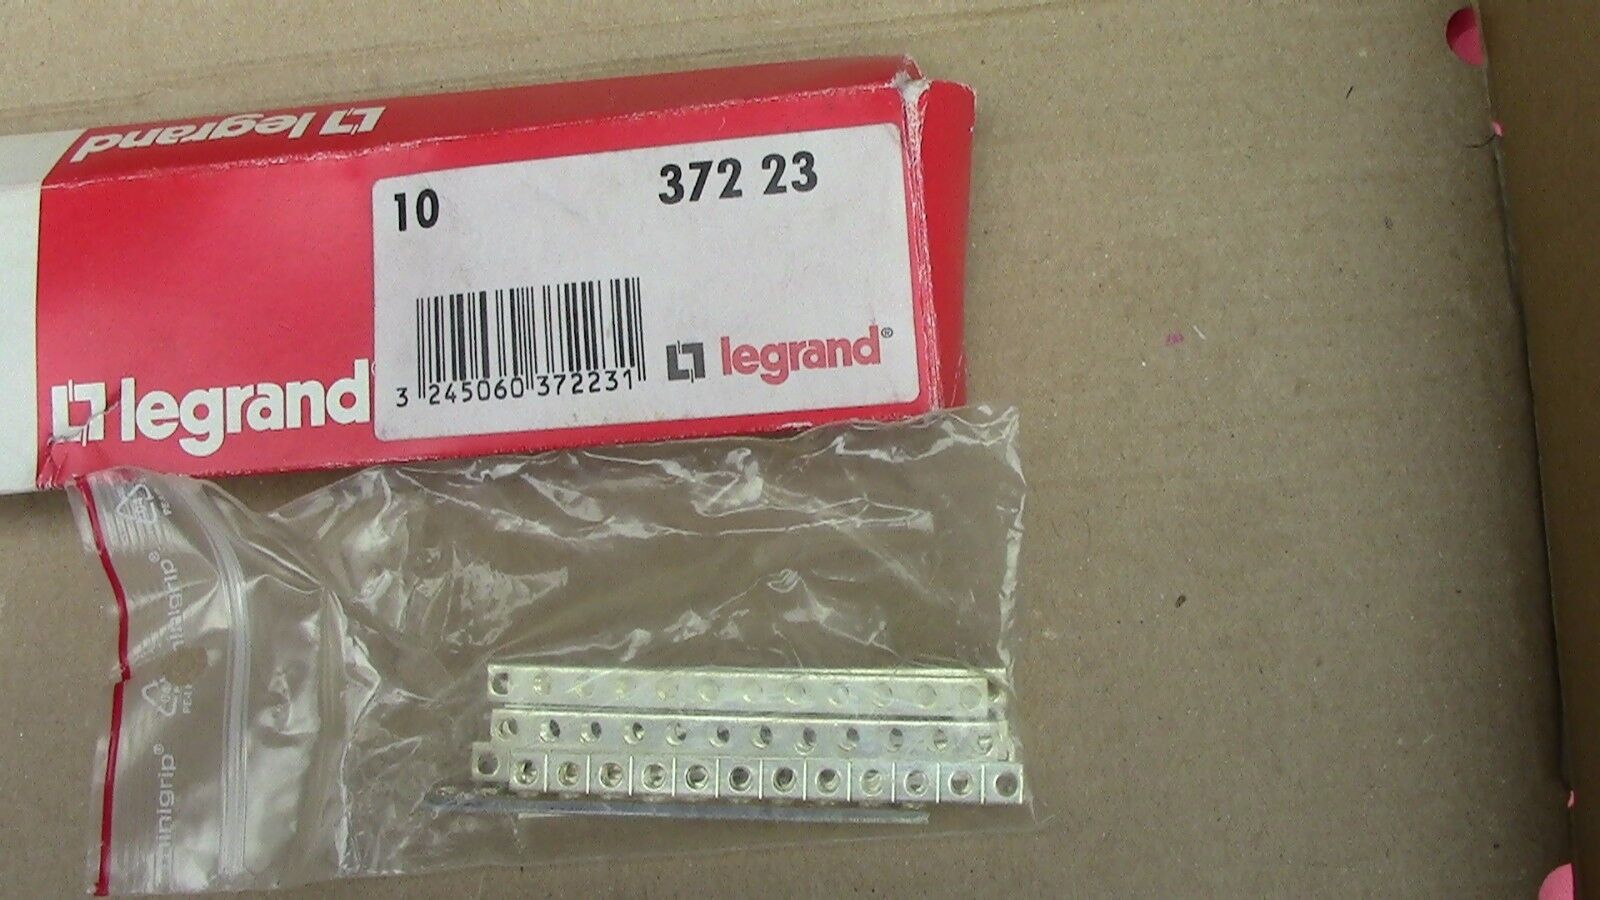 legrand
10
372 23
3 245060 372231
legrand®
legrand
minigrip®
minigrip®